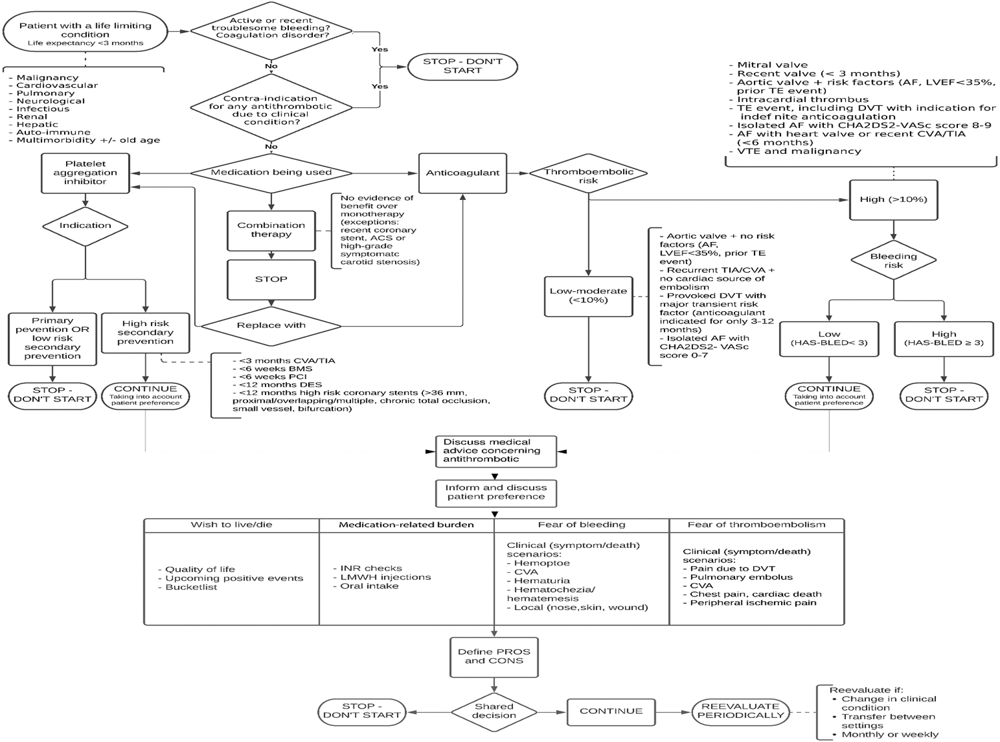 Patient with a life limiting
condition
Life expectancy <3 months
- Malignancy
- Cardiovascular
- Pulmonary
- Neurological
- Infectious
- Renal
- Hepatic
- Auto-immune
- Multimorbidity +/- old age
Active or recent
troublesome bleeding?
Coagulation disorder?
Yes
No
STOP - DON'T
START
Yes
Contra-indication
for any antithrombotic
due to clinical
condition?
No
Medication being used
Platelet
aggregation
inhibitor
Indication
Primary
pevention OR
low risk
secondary
prevention
STOP -
DON'T START
High risk
secondary
prevention
CONTINUE
Taking into account
patient preference
- <3 months CVA/TIA
- <6 weeks BMS
- <6 weeks PCI
- <12 months DES
- <12 months high risk coronary stents (>36 mm,
proximal/overlapping/multiple, chronic total occlusion,
small vessel, bifurcation)
Combination
therapy
No evidence of
benefit over
monotherapy
(exceptions:
recent coronary
stent, ACS or
high-grade
symptomatc
carotid stenosis)
STOP
Replace with
Anticoagulant
Thromboembolic
risk
Low-moderate
(<10%)
- Aortic valve + no risk
factors (AF,
LVEF<35%, prior TE
event)
- Recurrent TIA/CVA +
no cardiac source of
embolism
- Provoked DVT with
major transient risk
factor (anticoagulant
indicated for only 3-12
months)
- Isolated AF with
CHA2DS2- VASc
score 0-7
STOP -
DON'T START
- Mitral valve
- Recent valve (< 3 months)
- Aortic valve + risk factors (AF, LVEF<35%,
prior TE event)
- Intracardial thrombus
- TE event, including DVT with indication for
indef nite anticoagulation
- Isolated AF with CHA2DS2-VASc score 8-9
- AF with heart valve or recent CVA/TIA
(<6 months)
- VTE and malignancy
High (>10%)
Bleeding
risk
Low
(HAS-BLED< 3)
High
(HAS-BLED ≥ 3)
CONTINUE
Taking into account
patient preference
STOP -
DON'T START
Discuss medical
advice concerning
antithrombotic
Inform and discuss
patient preference
Wish to live/die
- Quality of life
- Upcoming positive events
- Bucketlist
Medication-related burden
- INR checks
- LMWH injections
- Oral intake
Fear of bleeding
Clinical (symptom/death)
scenarios:
- Hemoptoe
- CVA
- Hematuria
- Hematochezia/
hematemesis
- Local (nose,skin, wound)
Fear of thromboembolism
Clinical (symptom/death)
scenarios:
- Pain due to DVT
- Pulmonary embolus
- CVA
- Chest pain, cardiac death
- Peripheral ischemic pain
Define PROS
and CONS
Shared
decision
STOP -
DON'T START
CONTINUE
REEVALUATE
PERIODICALLY
Reevaluate if:
• Change in clinical
condition
• Transfer between
settings
• Monthly or weekly